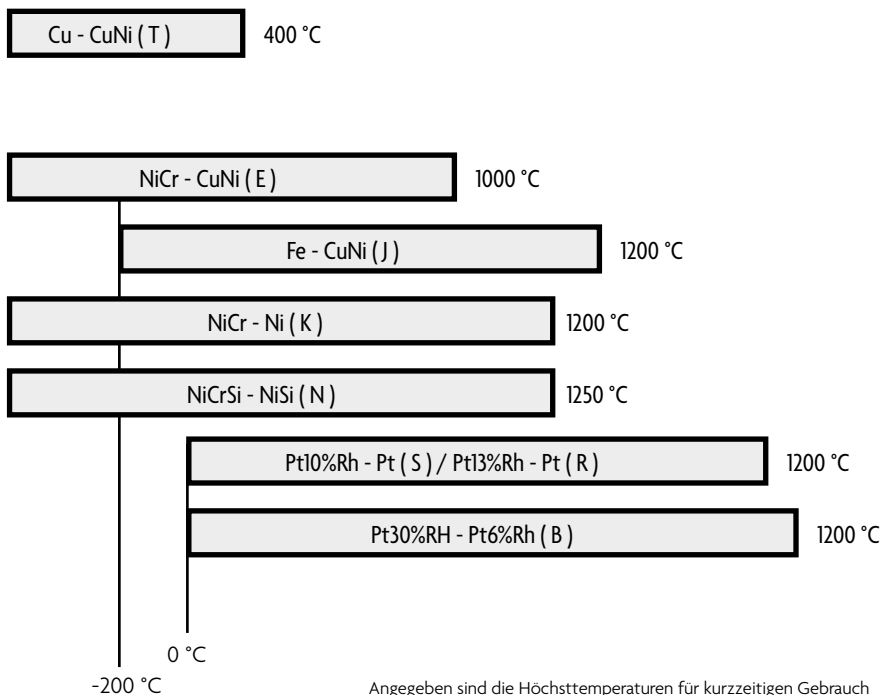 Cu - CuNi ( T ) 400 °C
NiCr - CuNi ( E ) 1000 °C
Fe - CuNi ( J ) 1200 °C
NiCr - Ni ( K ) 1200 °C
NiCrSi - NiSi ( N ) 1250 °C
Pt10%Rh - Pt ( S ) / Pt13%Rh - Pt ( R ) 1200 °C
Pt30%RH - Pt6%Rh ( B ) 1200 °C
0 °C
-200 °C
Angegeben sind die Höchsttemperaturen für kurzzeitigen Gebrauch